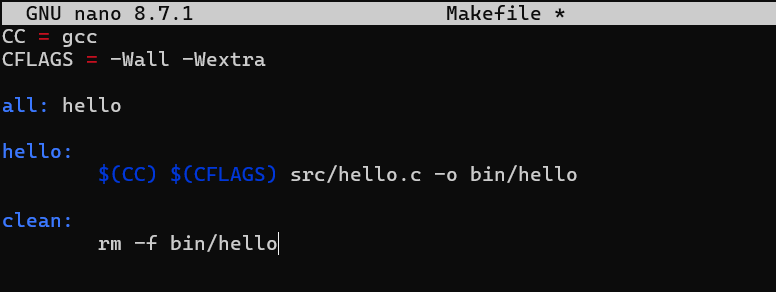 GNU nano 8.7.1 Makefile *
CC = gcc
CFLAGS = -Wall -Wextra
all: hello
hello:
$(CC) $(CFLAGS) src/hello.c -o bin/hello
clean:
rm -f bin/hello